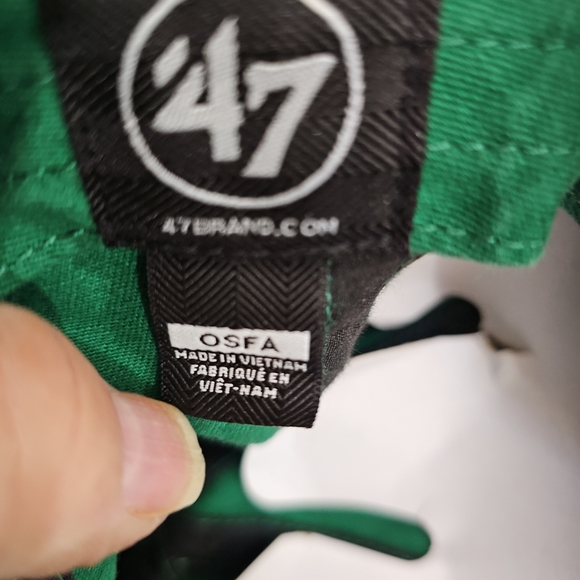 '47
47BRAND.COM
OSFA
MADE IN VIETNAM
FABRIQUÉ EN
VIÊT-NAM